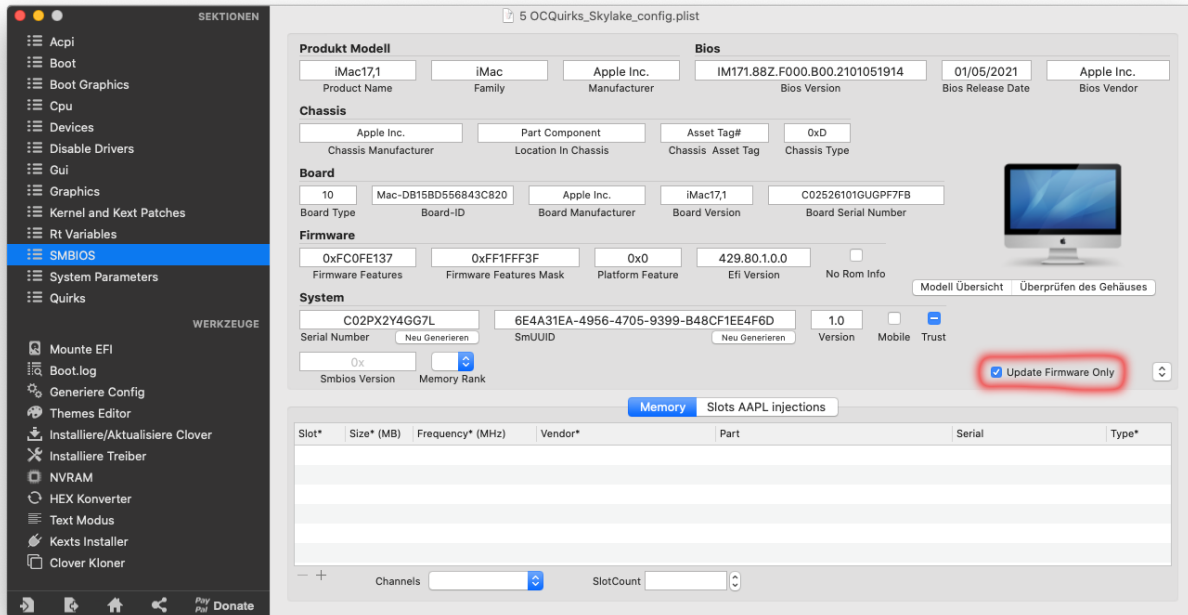 5 OCQuirks_Skylake_config.plist
SEKTIONEN
Acpi
Boot
Boot Graphics
Cpu
Devices
Disable Drivers
Gui
Graphics
Kernel and Kext Patches
Rt Variables
SMBIOS
System Parameters
Quirks
WERKZEUGE
Mounte EFI
Boot.log
Generiere Config
Themes Editor
Installiere/Aktualisiere Clover
Installiere Treiber
NVRAM
HEX Konverter
Text Modus
Kexts Installer
Clover Kloner
Pay Pal Donate
Produkt Modell Bios
iMac17,1 iMac Apple Inc. IM171.88Z.F000.B00.2101051914 01/05/2021 Apple Inc.
Product Name Family Manufacturer Bios Version Bios Release Date Bios Vendor
Chassis
Apple Inc. Part Component Asset Tag# 0xD
Chassis Manufacturer Location In Chassis Chassis Asset Tag Chassis Type
Board
10 Mac-DB15BD556843C820 Apple Inc. iMac17,1 C02526101GUGPF7FB
Board Type Board-ID Board Manufacturer Board Version Board Serial Number
Firmware
0xFC0FE137 0xFF1FFF3F 0x0 429.80.1.0.0
Firmware Features Firmware Features Mask Platform Feature Efi Version No Rom Info
Modell Übersicht Überprüfen des Gehäuses
System
C02PX2Y4GG7L 6E4A31EA-4956-4705-9399-B48CF1EE4F6D 1.0
Serial Number Neu Generieren SmUUID Neu Generieren Version Mobile Trust
0x
Smbios Version Memory Rank
Update Firmware Only
Memory Slots AAPL injections
Slot* Size* (MB) Frequency* (MHz) Vendor* Part Serial Type*
Channels SlotCount